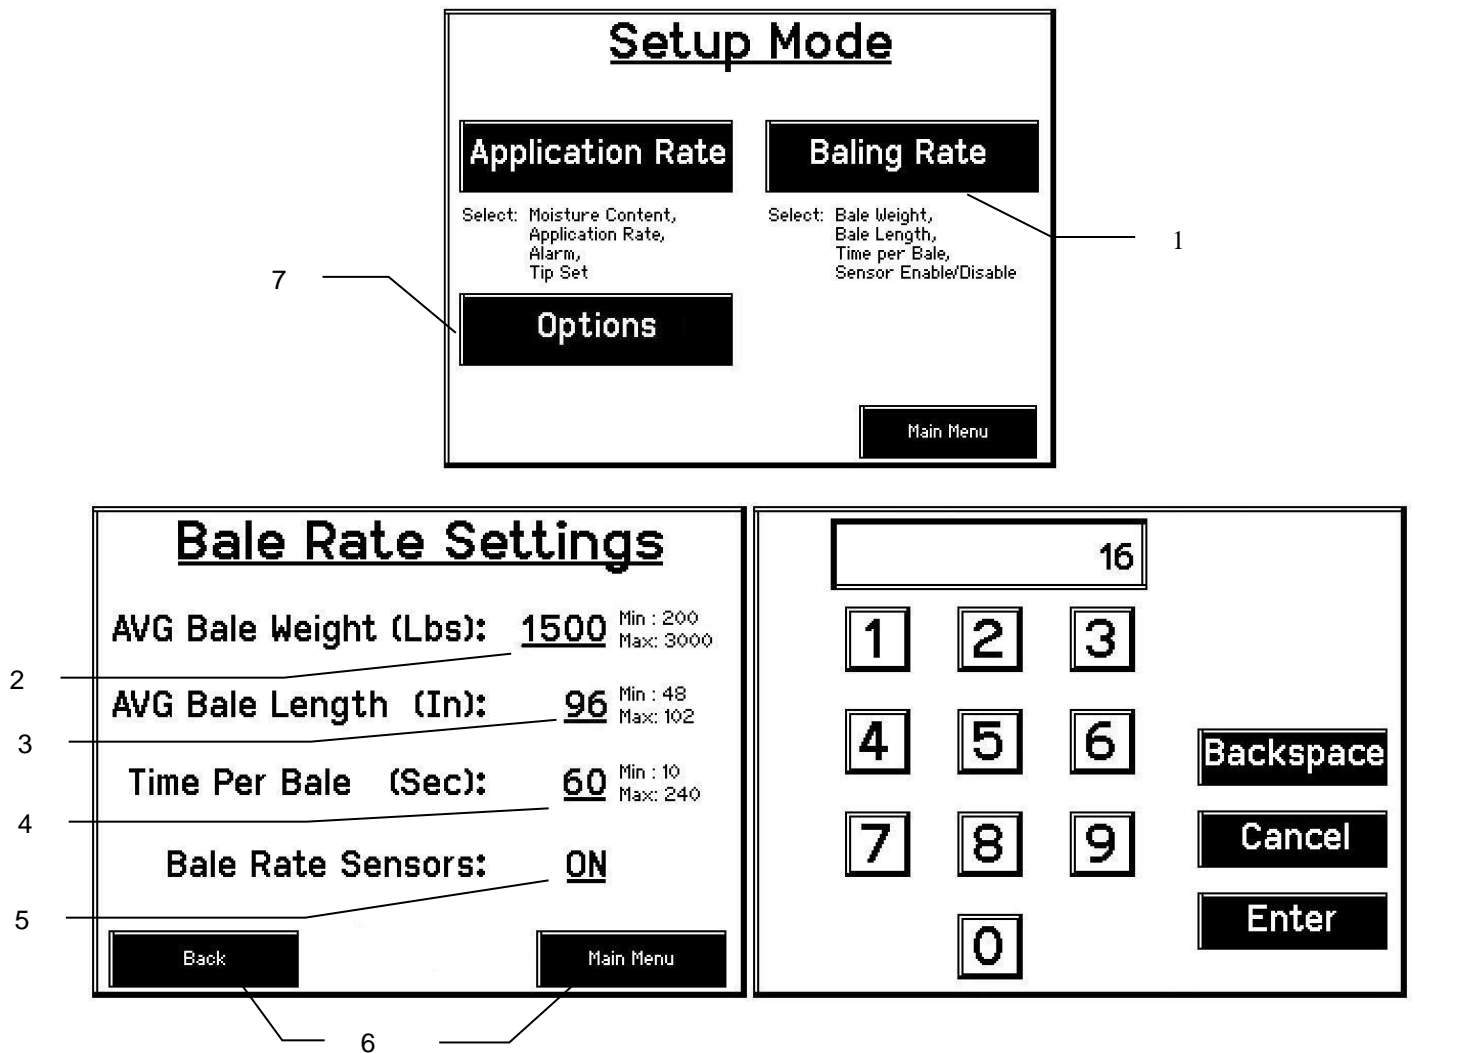 Setup Mode
Application Rate
Baling Rate
Select: Moisture Content,
Application Rate,
Alarm,
Tip Set
Select: Bale Weight,
Bale Length,
Time per Bale,
Sensor Enable/Disable
1
7
Options
Main Menu
Bale Rate Settings
AVG Bale Weight (Lbs): 1500 Min : 200
Max: 3000
2
AVG Bale Length (In): 96 Min : 48
Max: 102
3
Time Per Bale (Sec): 60 Min : 10
Max: 240
4
Bale Rate Sensors: ON
5
Back
Main Menu
6
16
1 2 3
4 5 6
7 8 9
0
Backspace
Cancel
Enter